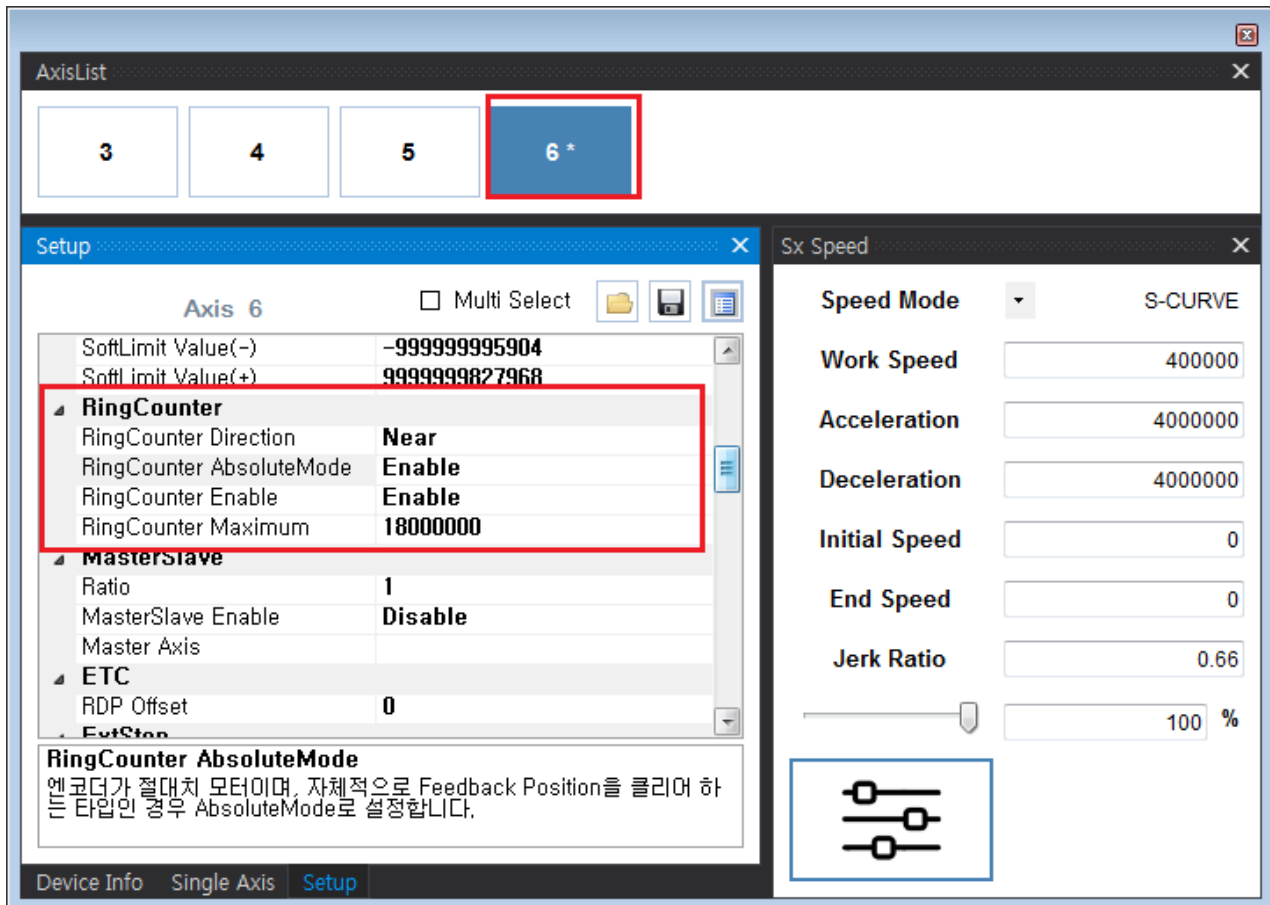 AxisList
3
4
5
6 *
Setup
Axis 6
Multi Select
SoftLimit Value(-) -999999995904
SoftLimit Value(+) 9999999827968
RingCounter
RingCounter Direction Near
RingCounter AbsoluteMode Enable
RingCounter Enable Enable
RingCounter Maximum 18000000
MasterSlave
Ratio 1
MasterSlave Enable Disable
Master Axis
ETC
RDP Offset 0
ExtStop
RingCounter AbsoluteMode
엔코더가 절대치 모터이며, 자체적으로 Feedback Position을 클리어 하
는 타입인 경우 AbsoluteMode로 설정합니다.
Device Info Single Axis Setup
Sx Speed
Speed Mode S-CURVE
Work Speed 400000
Acceleration 4000000
Deceleration 4000000
Initial Speed 0
End Speed 0
Jerk Ratio 0.66
100 %